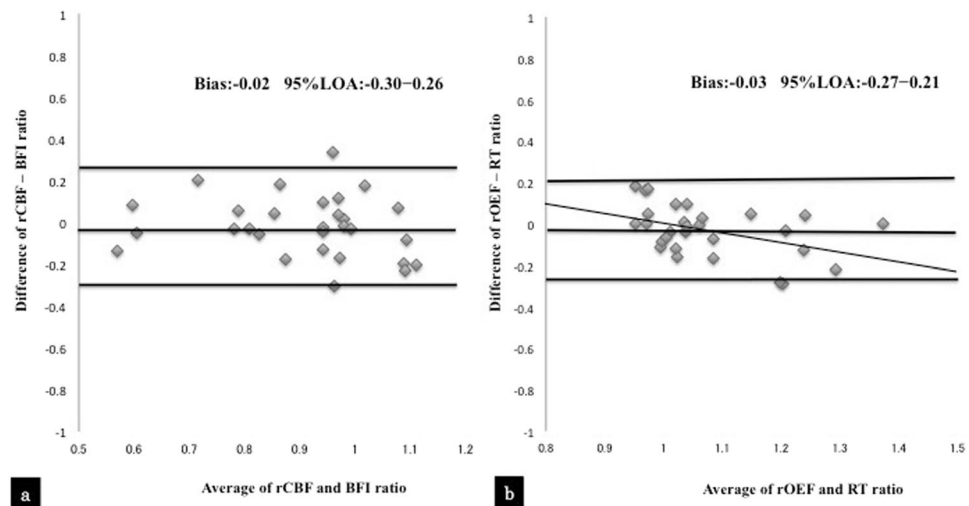 Difference of rCBF – BFI ratio
1
0.8
0.6
0.4
0.2
0
-0.2
-0.4
-0.6
-0.8
-1
Bias:-0.02 95%LOA:-0.30–0.26
0.5 0.6 0.7 0.8 0.9 1 1.1 1.2
Average of rCBF and BFI ratio
a
Difference of rOEF – RT ratio
1
0.8
0.6
0.4
0.2
0
-0.2
-0.4
-0.6
-0.8
-1
Bias:-0.03 95%LOA:-0.27–0.21
0.8 0.9 1 1.1 1.2 1.3 1.4 1.5
Average of rOEF and RT ratio
b